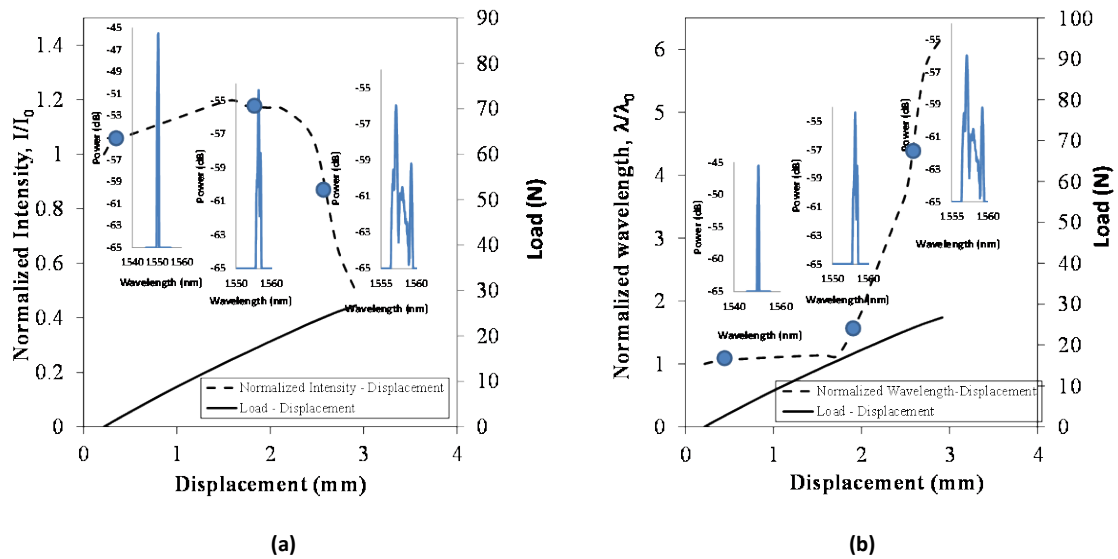 1.4
1.2
1
0.8
0.6
0.4
0.2
0
Normalized Intensity, I/I0
90
80
70
60
50
40
30
20
10
0
Load (N)
0 1 2 3 4
Displacement (mm)
-45
-47
-49
-51
-53
-57
-59
-61
-63
-65
Power (dB)
1540 1550 1560
Wavelength (nm)
-55
-56
-59
-61
-63
-65
Power (dB)
1550 1560
Wavelength (nm)
-55
-59
-61
-63
-65
Power (dB)
1555 1560
Wavelength (nm)
Normalized Intensity - Displacement
Load - Displacement
(a)
6
5
4
3
2
1
0
Normalized wavelength, λ/λ0
100
90
80
70
60
50
40
30
20
10
0
Load (N)
0 1 2 3 4
Displacement (mm)
-45
-50
-55
-60
-65
Power (dB)
1540 1560
Wavelength (nm)
-55
-57
-59
-61
-63
-65
Power (dB)
1550 1560
Wavelength (nm)
-55
-59
-61
-63
-65
Power (dB)
1555 1560
Wavelength (nm)
Normalized Wavelength-Displacement
Load - Displacement
(b)